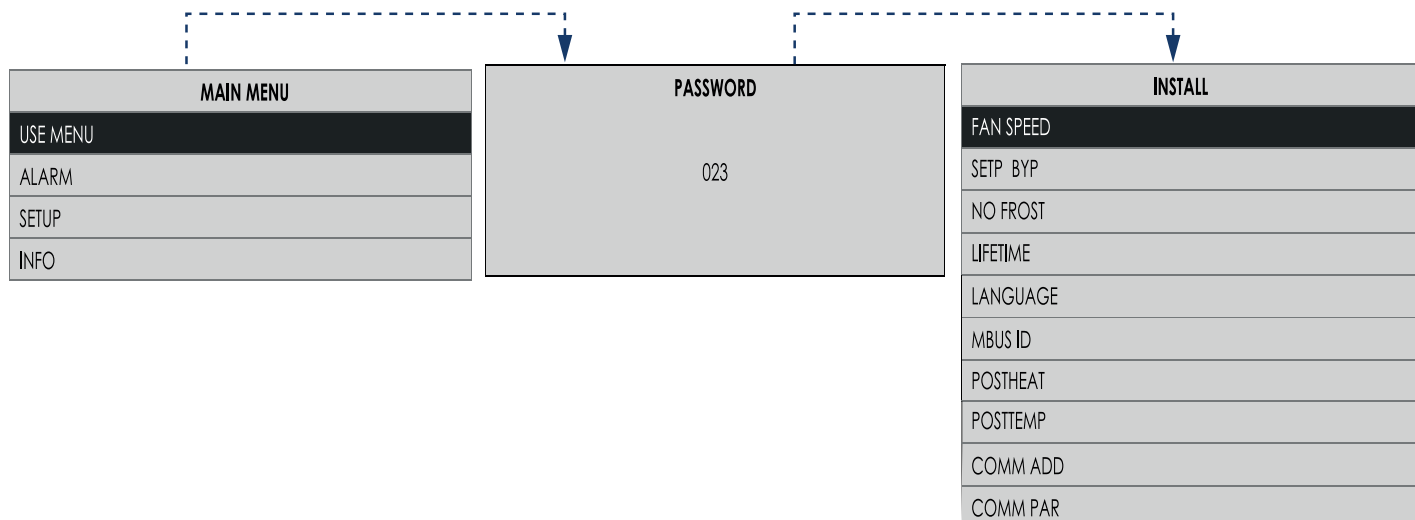 MAIN MENU
USE MENU
ALARM
SETUP
INFO
PASSWORD
023
INSTALL
FAN SPEED
SETP BYP
NO FROST
LIFETIME
LANGUAGE
MBUS ID
POSTHEAT
POSTTEMP
COMM ADD
COMM PAR